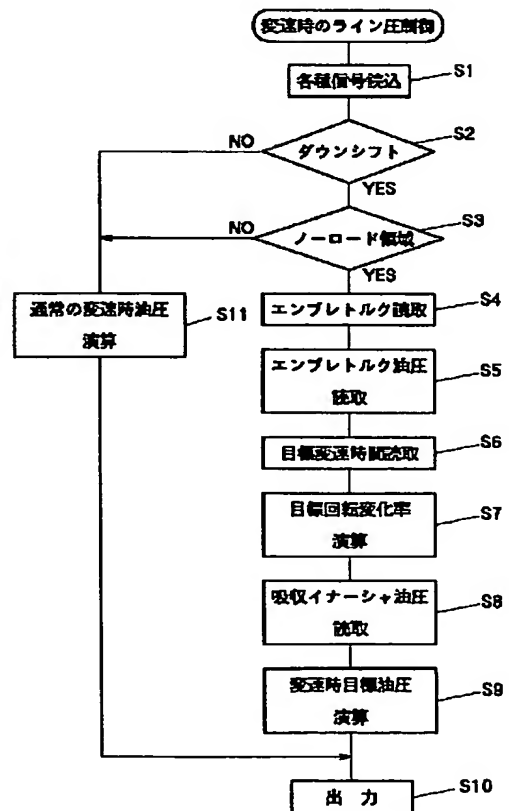 変速時のライン圧制御
各種信号読込
S1
ダウンシフト
S2
NO
YES
ノーロード領域
S3
NO
YES
通常の変速時油圧
演算
S11
エンブレトルク読取
S4
エンブレトルク油圧
読取
S5
目標変速時間読取
S6
目標回転変化率
演算
S7
吸収イナーシャ油圧
読取
S8
変速時目標油圧
演算
S9
出 力
S10